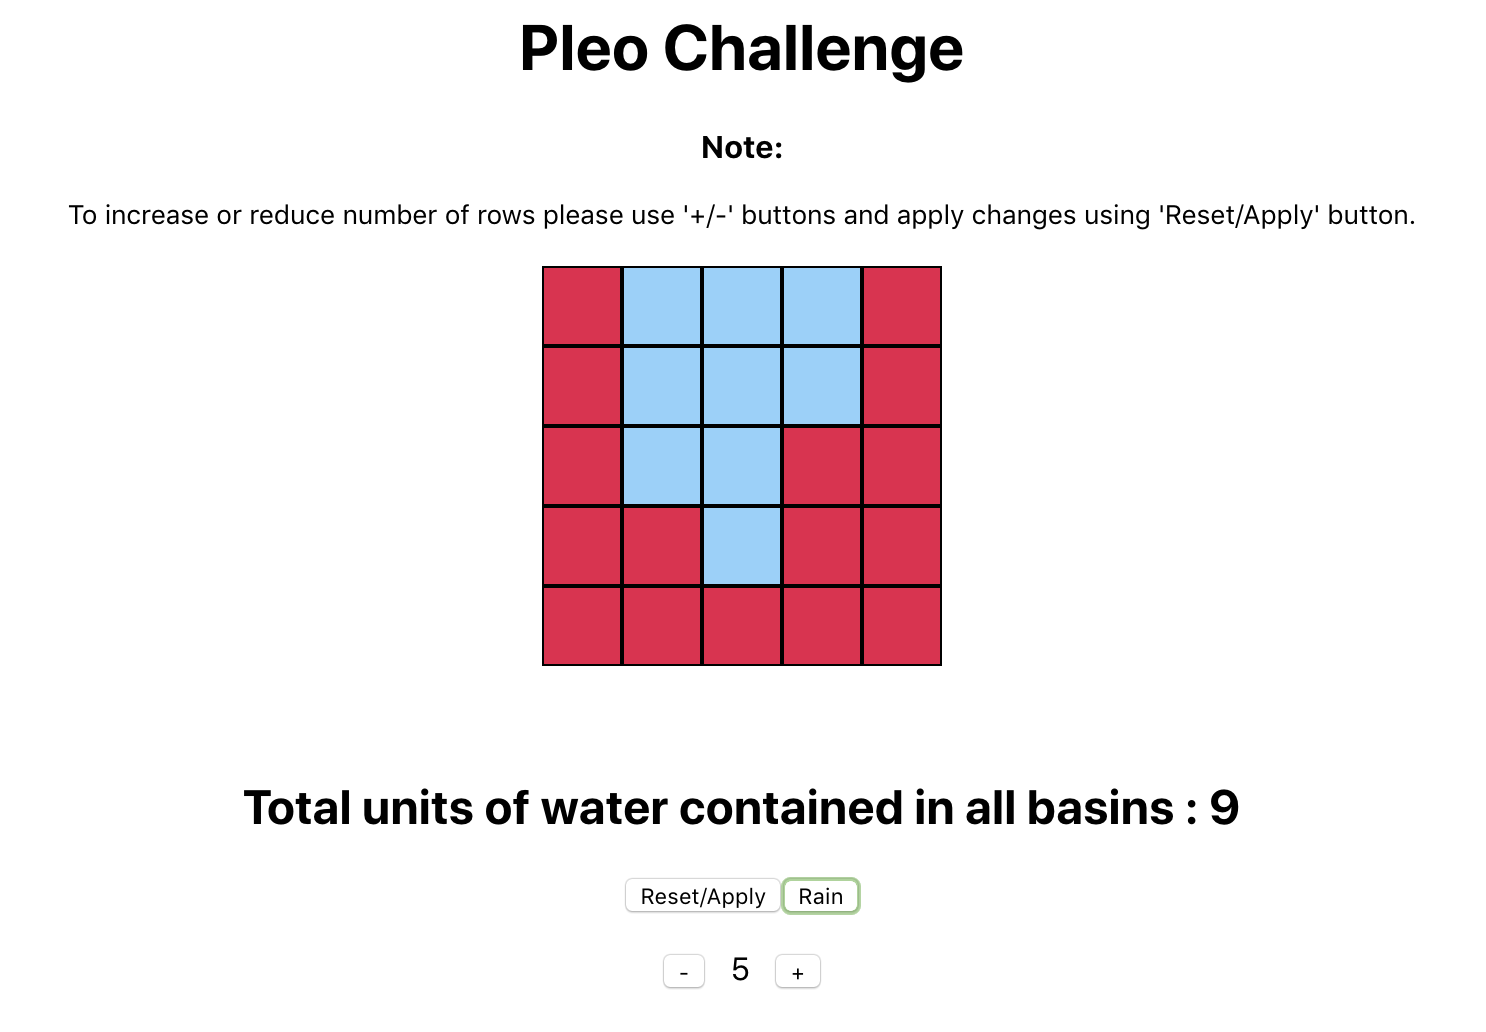 Pleo Challenge
Note:
To increase or reduce number of rows please use '+/-' buttons and apply changes using 'Reset/Apply' button.
Total units of water contained in all basins : 9
Reset/Apply Rain
- 5 +